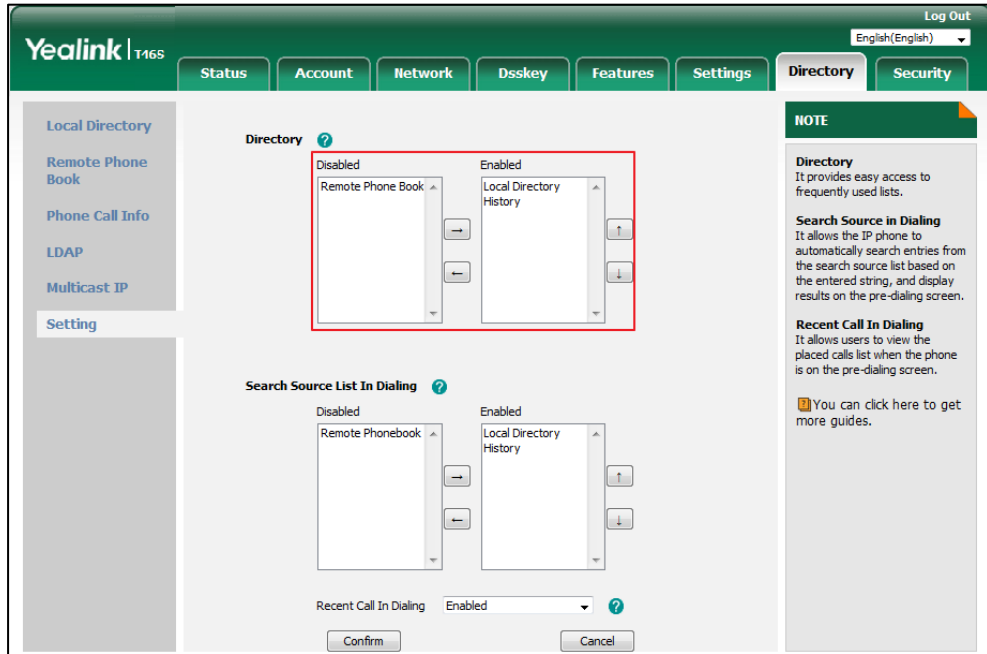 Log Out
English(English)
Yealink T46S
Status Account Network Dsskey Features Settings Directory Security
Local Directory
Remote Phone
Book
Phone Call Info
LDAP
Multicast IP
Setting
Directory ?
Disabled Enabled
Remote Phone Book
Local Directory
History
→
←
↑
↓
Search Source List In Dialing ?
Disabled Enabled
Remote Phonebook
Local Directory
History
→
←
↑
↓
Recent Call In Dialing Enabled ?
Confirm Cancel
NOTE
Directory
It provides easy access to
frequently used lists.
Search Source in Dialing
It allows the IP phone to
automatically search entries from
the search source list based on
the entered string, and display
results on the pre-dialing screen.
Recent Call In Dialing
It allows users to view the
placed calls list when the phone
is on the pre-dialing screen.
? You can click here to get
more guides.